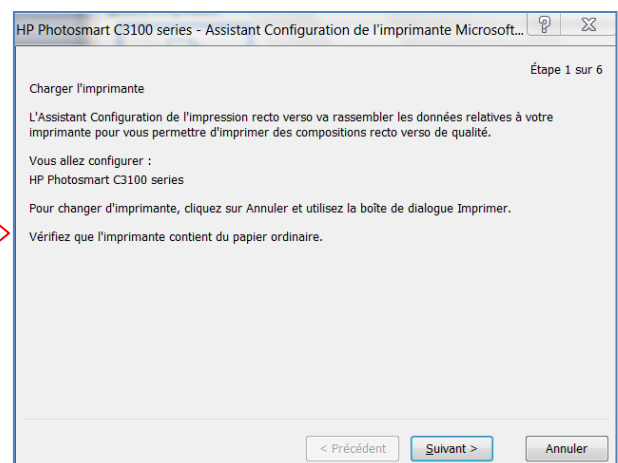 HP Photosmart C3100 series - Assistant Configuration de l'imprimante Microsoft...
Étape 1 sur 6
Charger l'imprimante
L'Assistant Configuration de l'impression recto verso va rassembler les données relatives à votre
imprimante pour vous permettre d'imprimer des compositions recto verso de qualité.
Vous allez configurer :
HP Photosmart C3100 series
Pour changer d'imprimante, cliquez sur Annuler et utilisez la boîte de dialogue Imprimer.
Vérifiez que l'imprimante contient du papier ordinaire.
< Précédent Suivant > Annuler